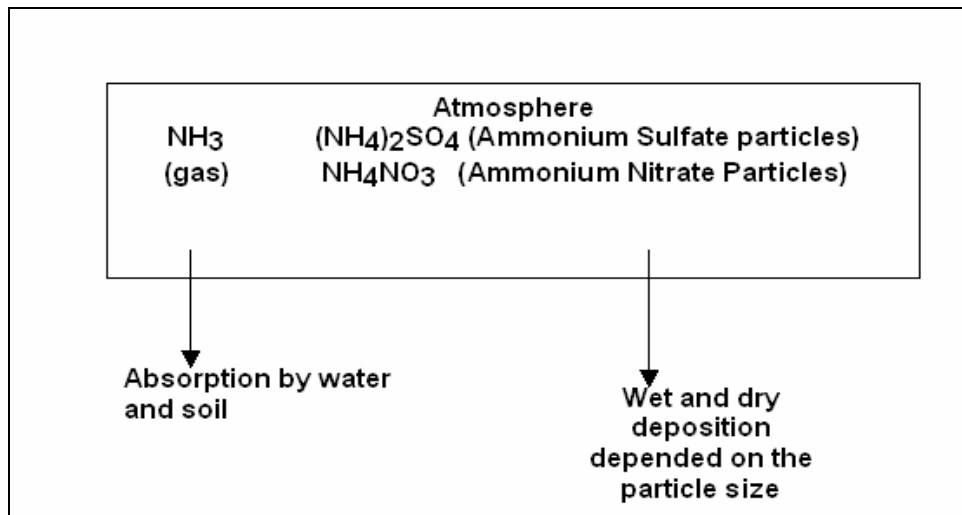 Atmosphere
NH3 (NH4)2SO4 (Ammonium Sulfate particles)
(gas) NH4NO3 (Ammonium Nitrate Particles)
Absorption by water
and soil
Wet and dry
deposition
depended on the
particle size